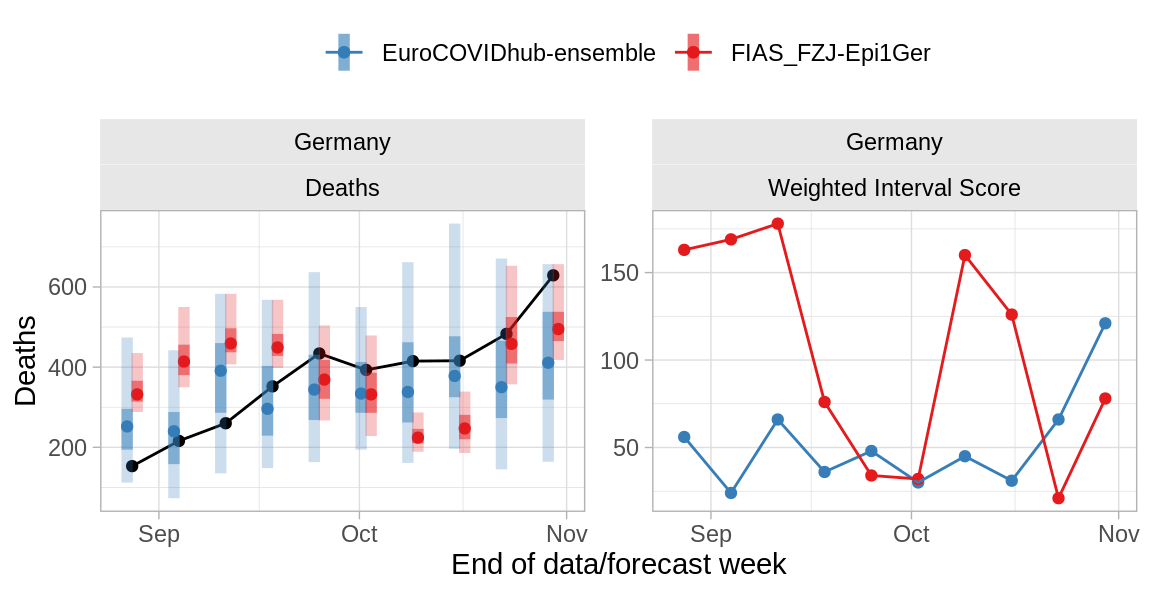 EuroCOVIDhub-ensemble FIAS_FZJ-Epi1Ger
Germany
Deaths
Deaths
600
400
200
Sep Oct Nov
Germany
Weighted Interval Score
150
100
50
Sep Oct Nov
End of data/forecast week